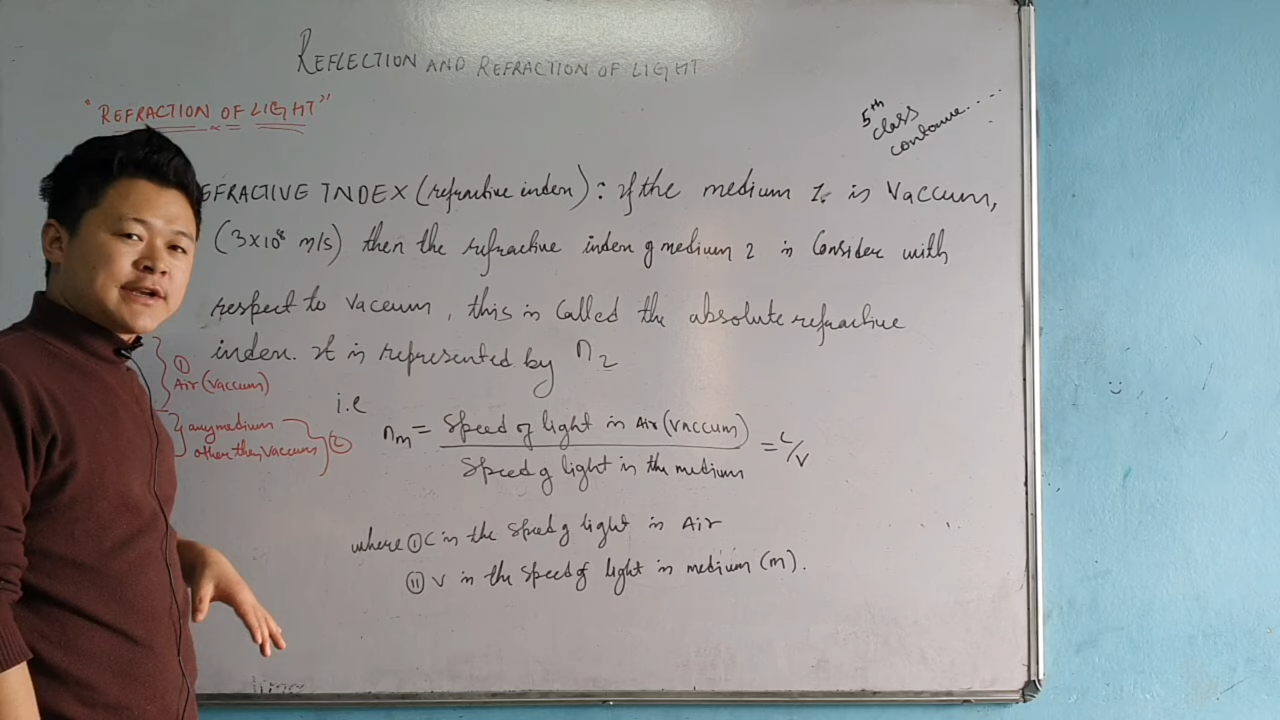 REFLECTION AND REFRACTION OF LIGHT
"REFRACTION OF LIGHT"
5th
class
continue....
EFRACTIVE INDEX (refractive index): if the medium 1. is Vaccum,
(3x10⁸ m/s) then the refractive index of medium 2 is Consider with
respect to Vaccum, this is Called the absolute refractive
index. It is represented by n2
① Air (Vaccum)
any medium
other then Vaccum ②
i.e
nm = Speed of light in Air (Vaccum) / Speed of light in the medium = C/V
where ① C is the Speed of light in Air
② V is the Speed of light in medium (m).